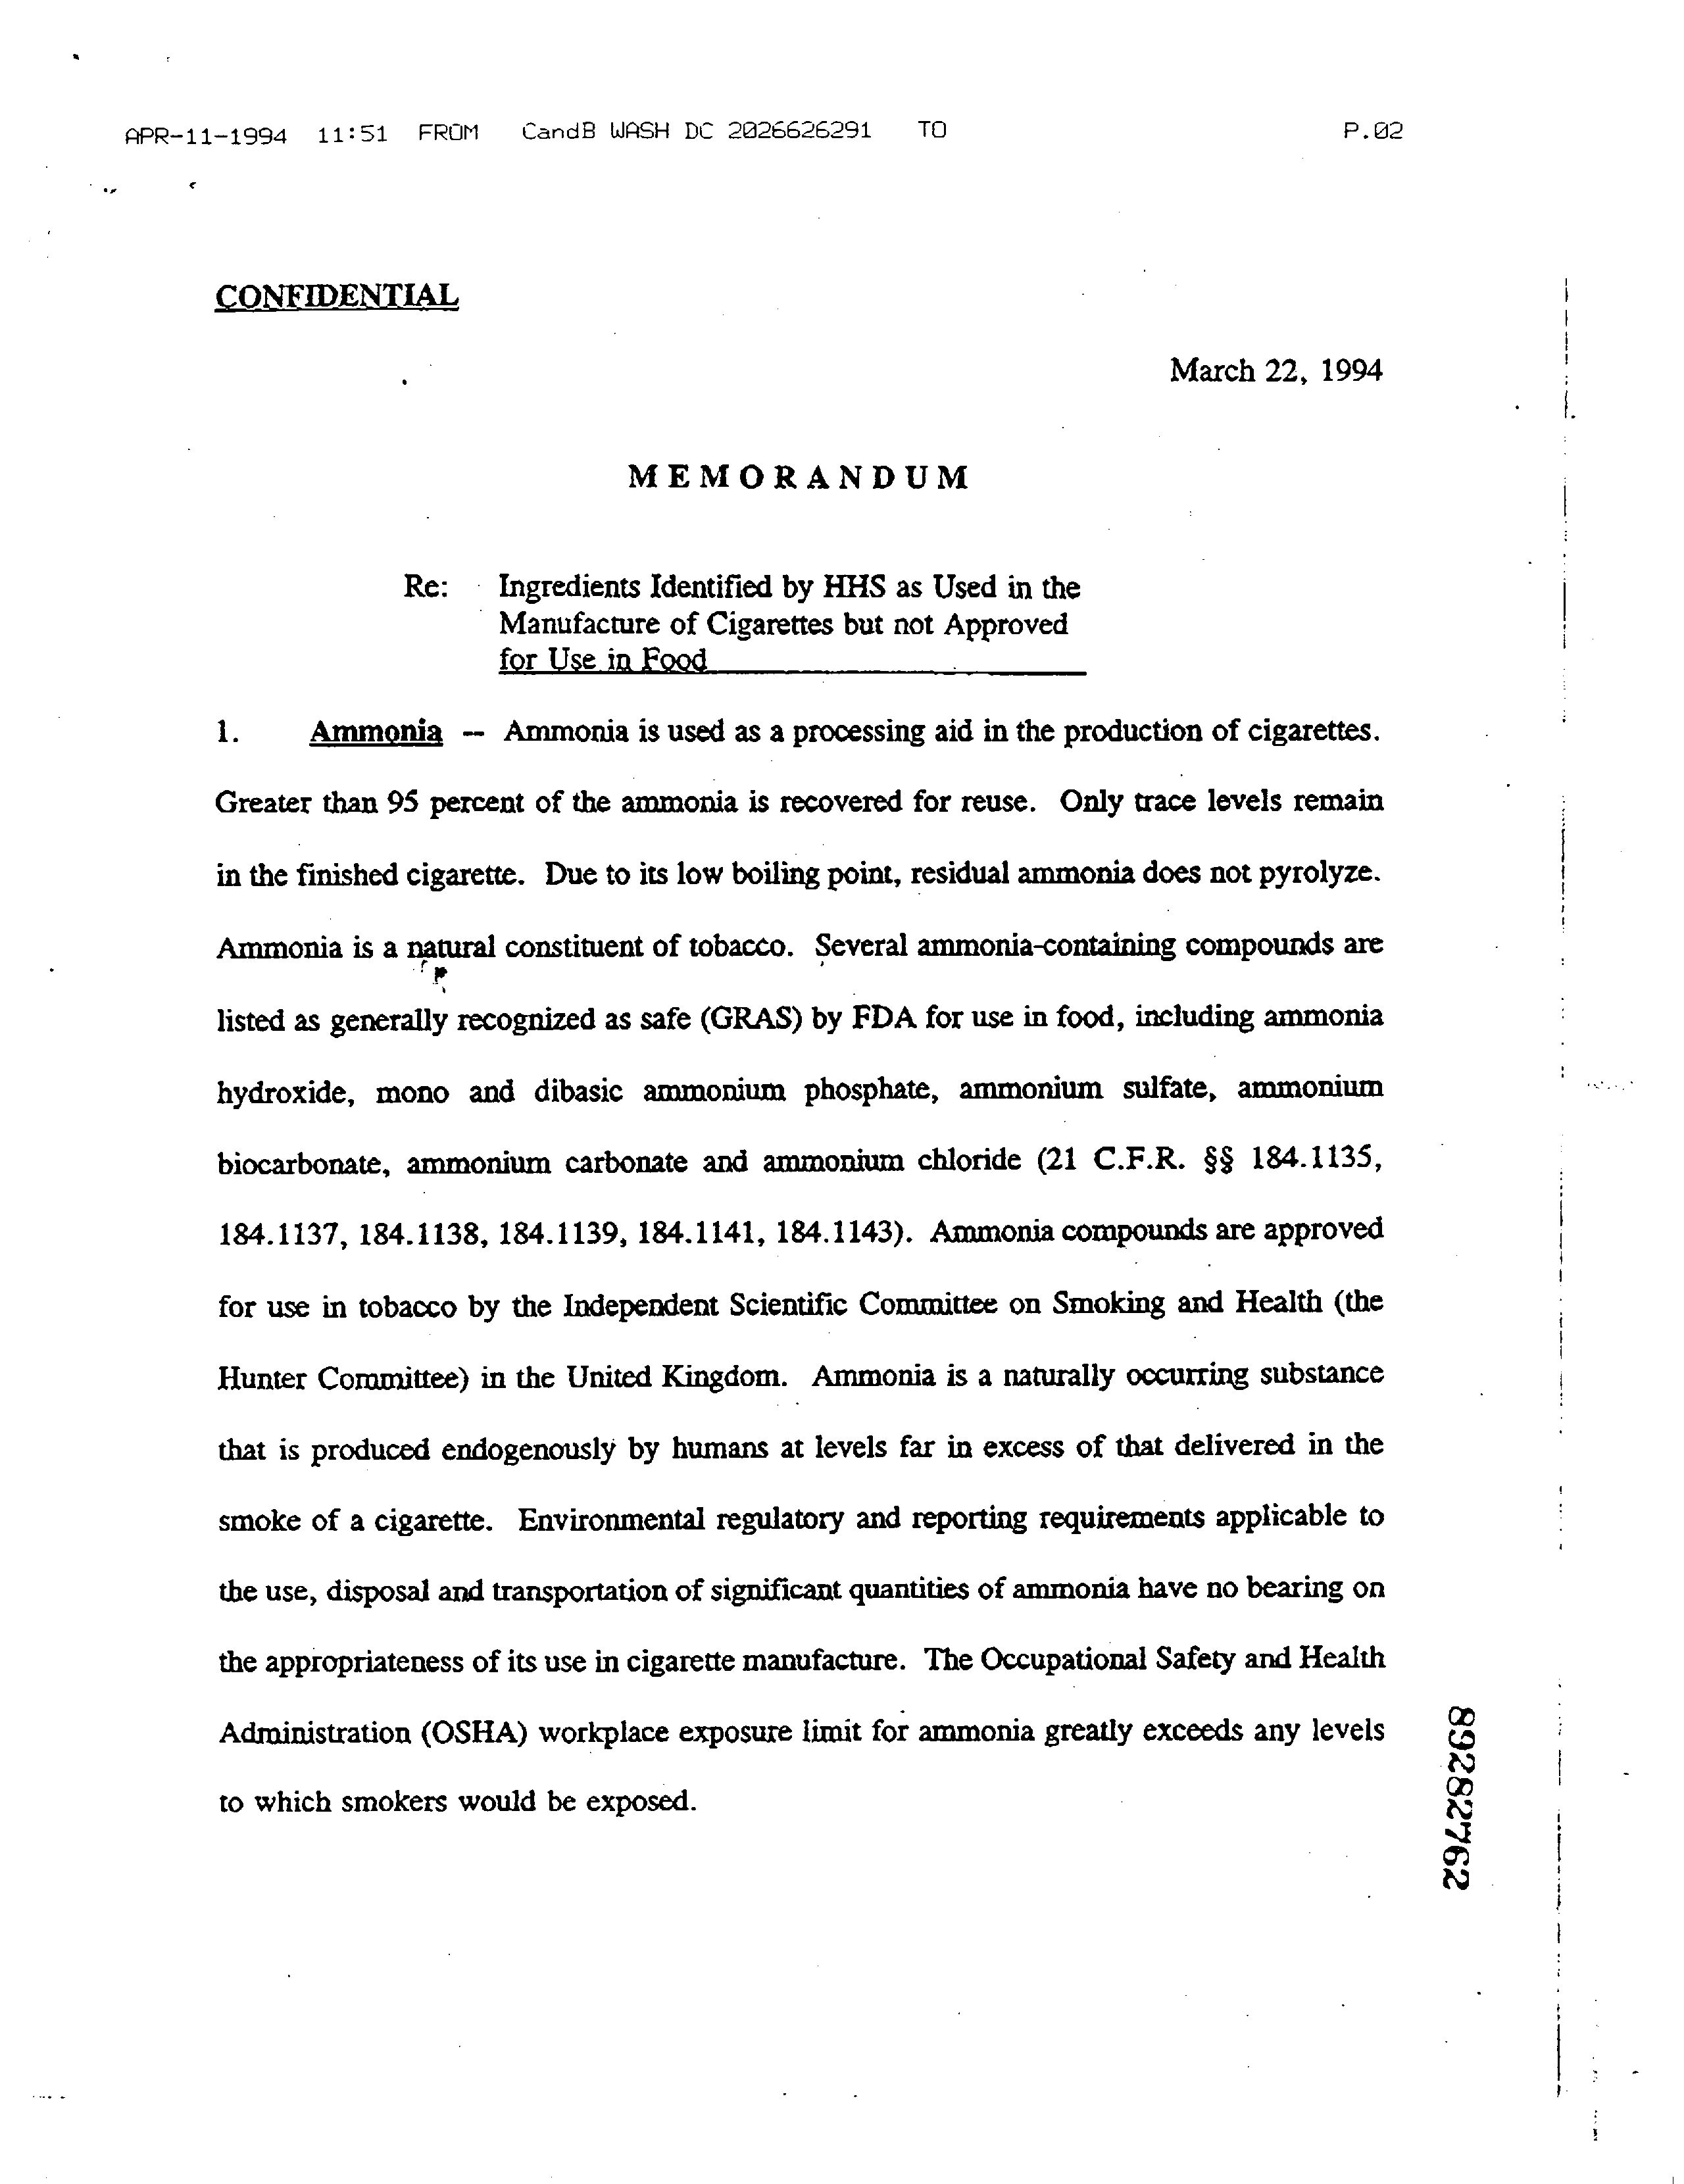 APR-11-1994 11:51 FROM CandB WASH DC 2026626291 TO P.02
CONFIDENTIAL
March 22, 1994
MEMORANDUM
Re: Ingredients Identified by HHS as Used in the
Manufacture of Cigarettes but not Approved
for Use in Food
1. Ammonia -- Ammonia is used as a processing aid in the production of cigarettes.
Greater than 95 percent of the ammonia is recovered for reuse. Only trace levels remain
in the finished cigarette. Due to its low boiling point, residual ammonia does not pyrolyze.
Ammonia is a natural constituent of tobacco. Several ammonia-containing compounds are
listed as generally recognized as safe (GRAS) by FDA for use in food, including ammonia
hydroxide, mono and dibasic ammonium phosphate, ammonium sulfate, ammonium
biocarbonate, ammonium carbonate and ammonium chloride (21 C.F.R. §§ 184.1135,
184.1137, 184.1138, 184.1139, 184.1141, 184.1143). Ammonia compounds are approved
for use in tobacco by the Independent Scientific Committee on Smoking and Health (the
Hunter Committee) in the United Kingdom. Ammonia is a naturally occurring substance
that is produced endogenously by humans at levels far in excess of that delivered in the
smoke of a cigarette. Environmental regulatory and reporting requirements applicable to
the use, disposal and transportation of significant quantities of ammonia have no bearing on
the appropriateness of its use in cigarette manufacture. The Occupational Safety and Health
Administration (OSHA) workplace exposure limit for ammonia greatly exceeds any levels
to which smokers would be exposed.
89282762